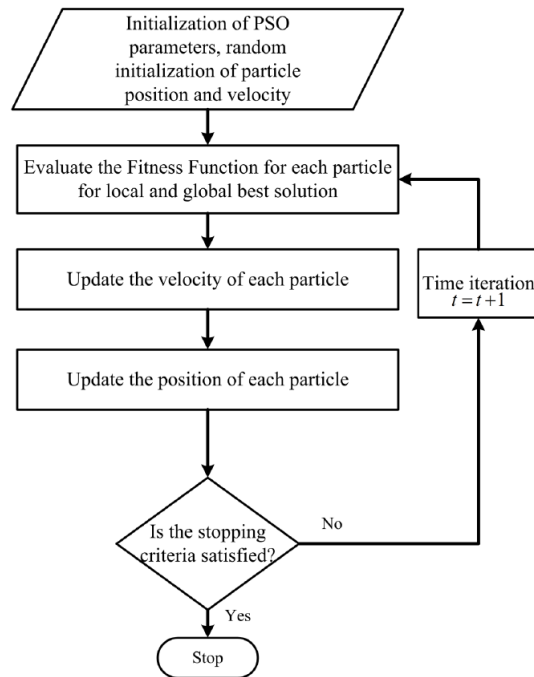 Initialization of PSO
parameters, random
initialization of particle
position and velocity
Evaluate the Fitness Function for each particle
for local and global best solution
Update the velocity of each particle
Time iteration
t = t+1
Update the position of each particle
Is the stopping
criteria satisfied?
No
Yes
Stop